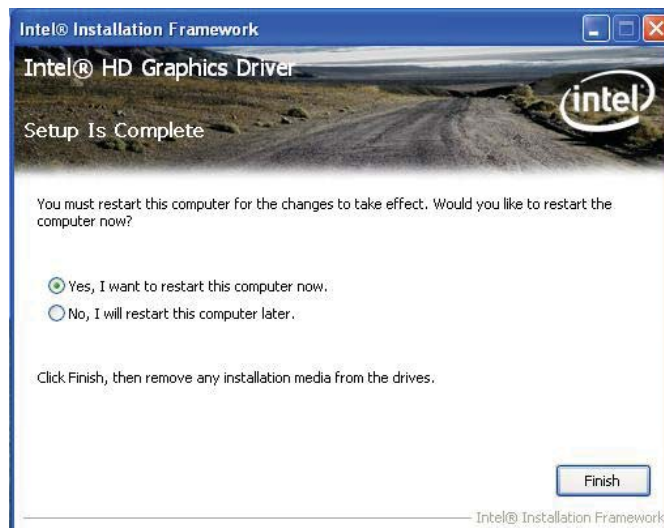 Intel® Installation Framework
Intel® HD Graphics Driver
intel
Setup Is Complete
You must restart this computer for the changes to take effect. Would you like to restart the
computer now?
Yes, I want to restart this computer now.
No, I will restart this computer later.
Click Finish, then remove any installation media from the drives.
Finish
Intel® Installation Framework